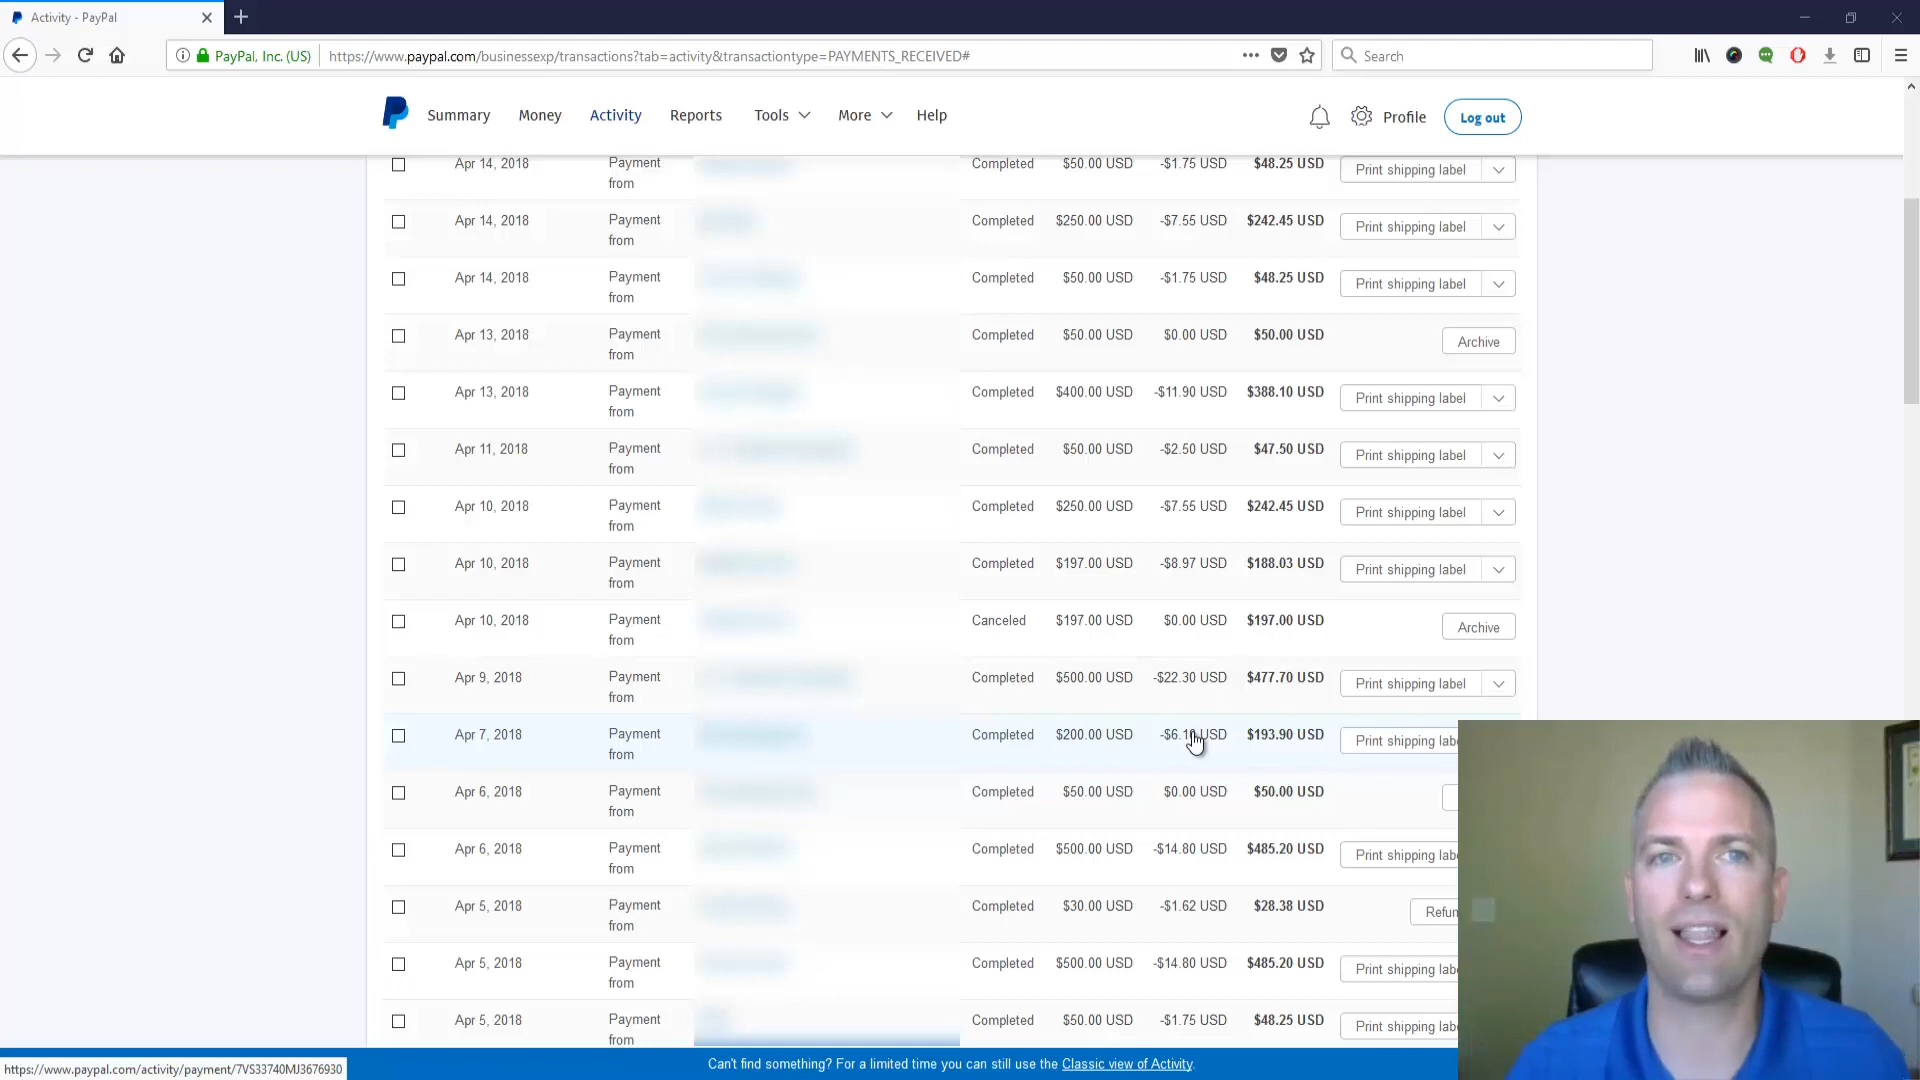 Activity - PayPal
PayPal, Inc. (US) https://www.paypal.com/businessexp/transactions?tab=activity&transactiontype=PAYMENTS_RECEIVED# Search
Summary Money Activity Reports Tools More Help Profile Log out
Apr 14, 2018 Payment Completed $50.00 USD -$1.75 USD $48.25 USD Print shipping label
from
Apr 14, 2018 Payment Completed $250.00 USD -$7.55 USD $242.45 USD Print shipping label
from
Apr 14, 2018 Payment Completed $50.00 USD -$1.75 USD $48.25 USD Print shipping label
from
Apr 13, 2018 Payment Completed $50.00 USD $0.00 USD $50.00 USD Archive
from
Apr 13, 2018 Payment Completed $400.00 USD -$11.90 USD $388.10 USD Print shipping label
from
Apr 11, 2018 Payment Completed $50.00 USD -$2.50 USD $47.50 USD Print shipping label
from
Apr 10, 2018 Payment Completed $250.00 USD -$7.55 USD $242.45 USD Print shipping label
from
Apr 10, 2018 Payment Completed $197.00 USD -$8.97 USD $188.03 USD Print shipping label
from
Apr 10, 2018 Payment Canceled $197.00 USD $0.00 USD $197.00 USD Archive
from
Apr 9, 2018 Payment Completed $500.00 USD -$22.30 USD $477.70 USD Print shipping label
from
Apr 7, 2018 Payment Completed $200.00 USD -$6.10 USD $193.90 USD Print shipping lab
from
Apr 6, 2018 Payment Completed $50.00 USD $0.00 USD $50.00 USD
from
Apr 6, 2018 Payment Completed $500.00 USD -$14.80 USD $485.20 USD Print shipping lab
from
Apr 5, 2018 Payment Completed $30.00 USD -$1.62 USD $28.38 USD Refun
from
Apr 5, 2018 Payment Completed $500.00 USD -$14.80 USD $485.20 USD Print shipping lab
from
Apr 5, 2018 Payment Completed $50.00 USD -$1.75 USD $48.25 USD Print shipping lab
from
Can't find something? For a limited time you can still use the Classic view of Activity.
https://www.paypal.com/activity/payment/7VS33740MJ3676930